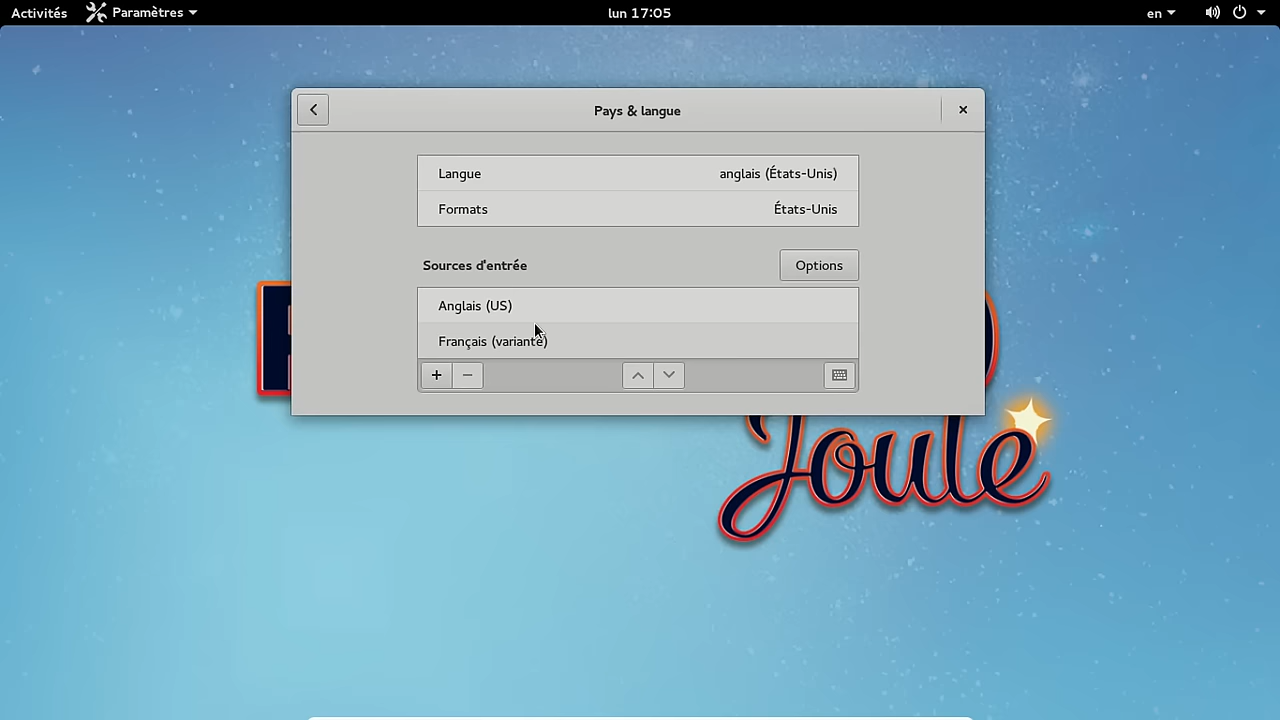 Activités Paramètres lun 17:05 en
Pays & langue
Langue anglais (États-Unis)
Formats États-Unis
Sources d'entrée Options
Anglais (US)
Français (variante)
Joule